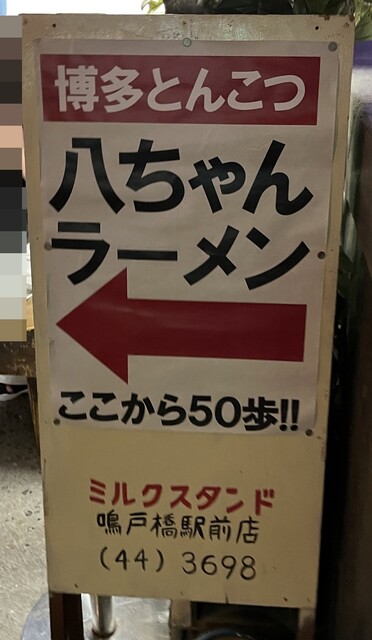 博多とんこつ
八ちゃん
ラーメン
ここから50歩!!
ミルクスタンド
鳴戸橋駅前店
(44) 3698